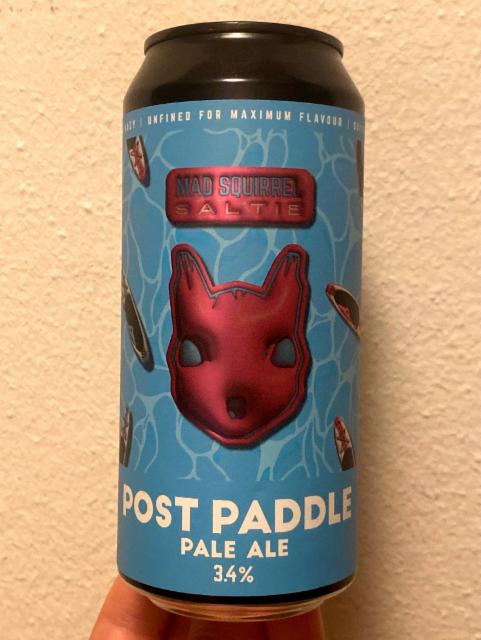 UNFINED FOR MAXIMUM FLAVOUR |
MAD SQUIRREL
SALTIE
POST PADDLE
PALE ALE
3.4%